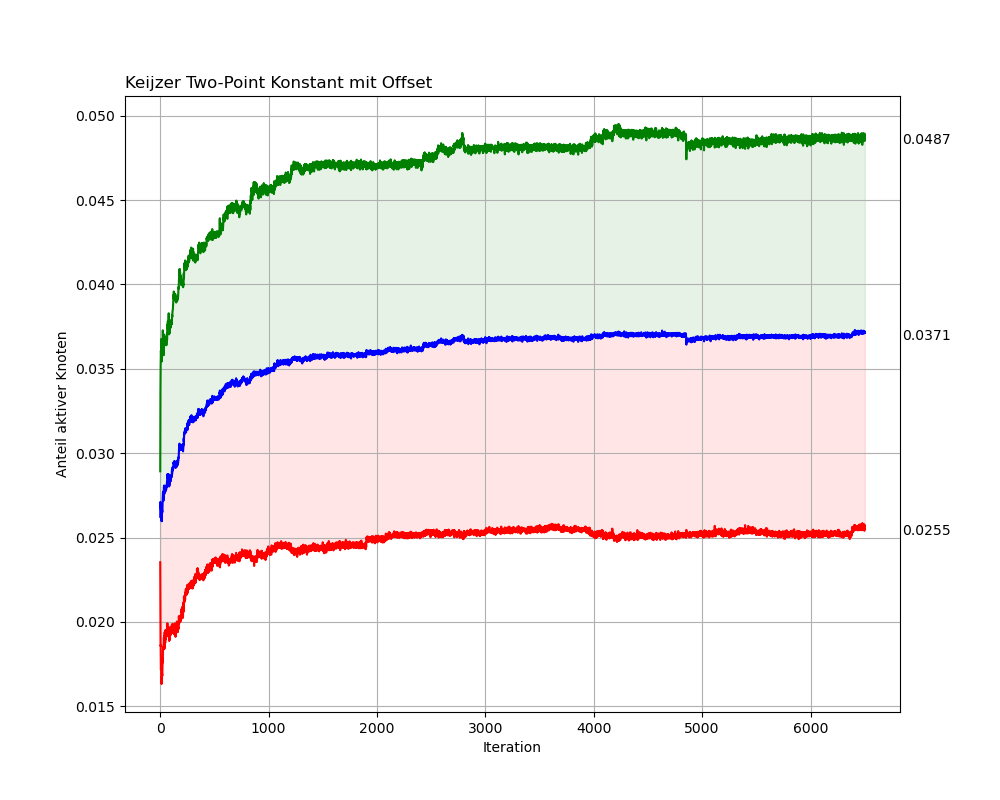 Keijzer Two-Point Konstant mit Offset
0.050
0.045
0.040
0.035
0.030
0.025
0.020
0.015
Anteil aktiver Knoten
0.0487
0.0371
0.0255
0 1000 2000 3000 4000 5000 6000
Iteration